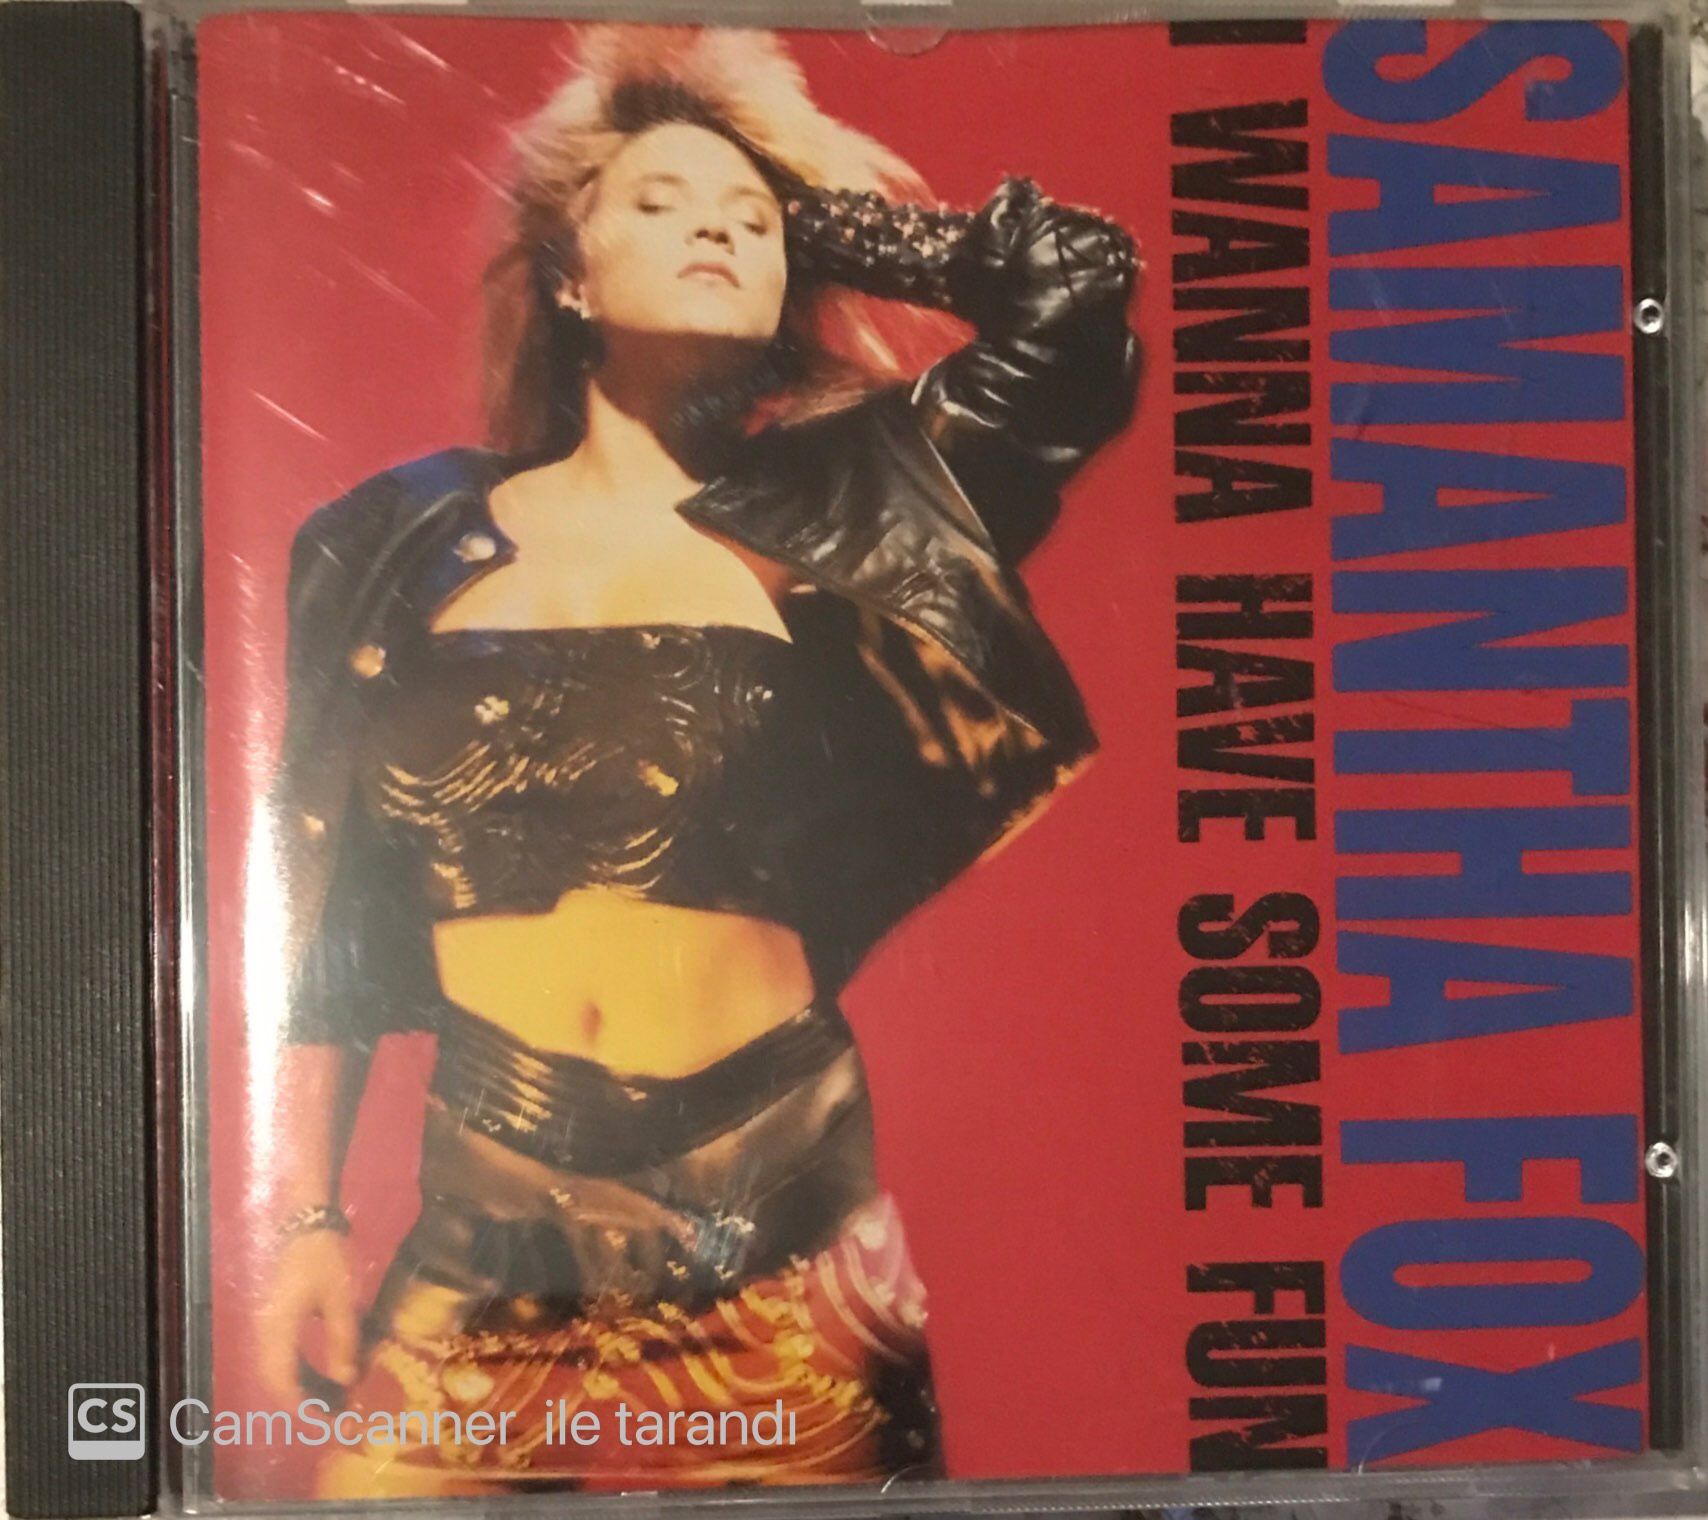 SAMANTHA FOX
I WANNA HAVE SOME FUN
CS CamScanner ile tarandı